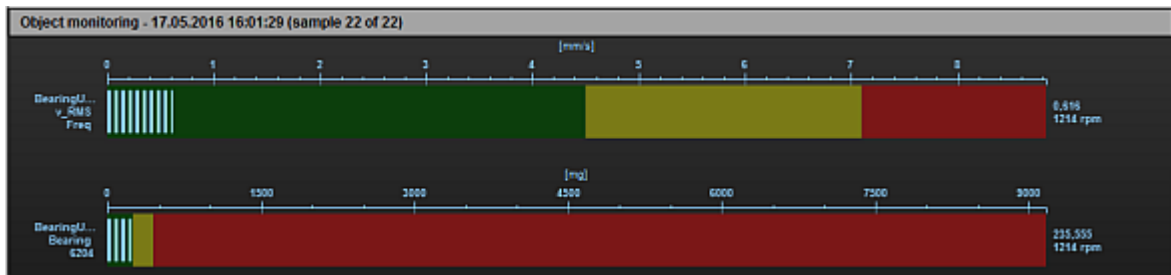 Object monitoring - 17.05.2016 16:01:29 (sample 22 of 22)
[mm/s]
0 1 2 3 4 5 6 7 8
BearingU...
v_RMS
Freq
0,616
1214 rpm
[mg]
0 1500 3000 4500 6000 7500 9000
BearingU...
Bearing
6204
235,555
1214 rpm